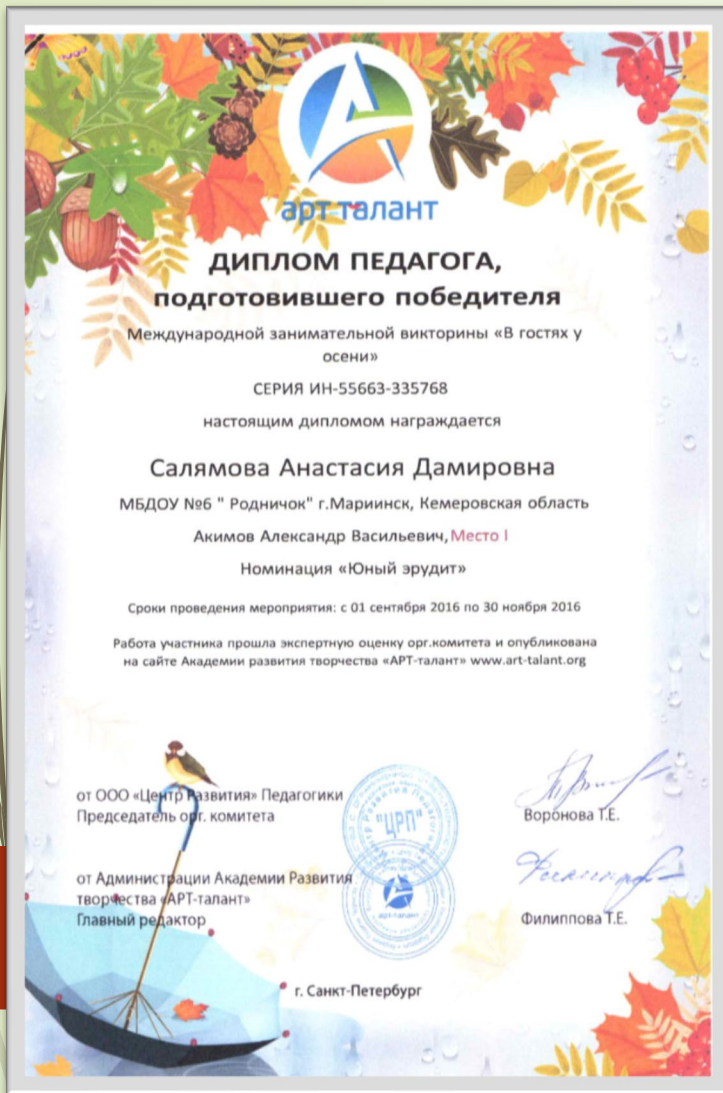 арт-талант
ДИПЛОМ ПЕДАГОГА,
подготовившего победителя
Международной занимательной викторины «В гостях у
осени»
СЕРИЯ ИН-55663-335768
настоящим дипломом награждается
Салямова Анастасия Дамировна
МБДОУ №6 " Родничок" г.Мариинск, Кемеровская область
Акимов Александр Васильевич, Место I
Номинация «Юный эрудит»
Сроки проведения мероприятия: с 01 сентября 2016 по 30 ноября 2016
Работа участника прошла экспертную оценку орг.комитета и опубликована
на сайте Академии развития творчества «АРТ-талант» www.art-talant.org
от ООО «Центр Развития» Педагогики
Председатель орг. комитета
"ЦРП"
Воронова Т.Е.
от Администрации Академии Развития
творчества «АРТ-талант»
Главный редактор
арт-талант
Филиппова Т.Е.
г. Санкт-Петербург